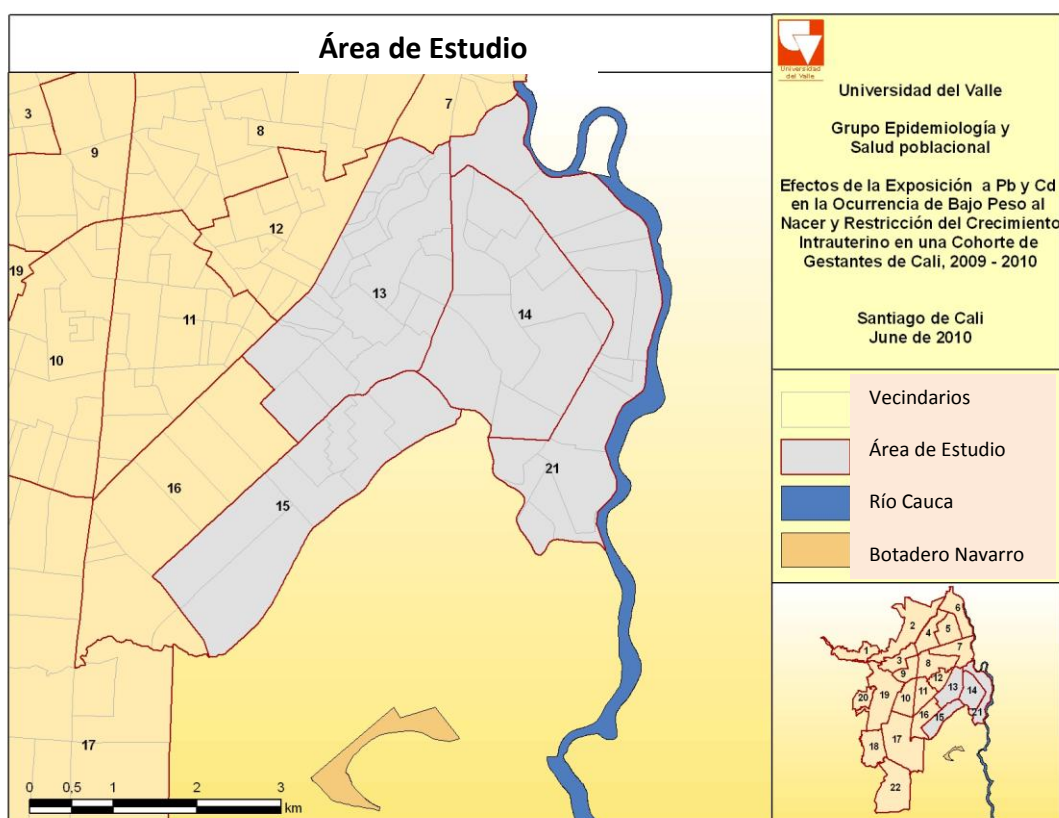 Área de Estudio
Universidad
del Valle
Universidad del Valle
Grupo Epidemiología y
Salud poblacional
Efectos de la Exposición a Pb y Cd
en la Ocurrencia de Bajo Peso al
Nacer y Restricción del Crecimiento
Intrauterino en una Cohorte de
Gestantes de Cali, 2009 - 2010
Santiago de Cali
June de 2010
Vecindarios
Área de Estudio
Río Cauca
Botadero Navarro
3
7
8
9
12
19
13
11
14
10
21
16
15
17
0 0,5 1 2 3
km
6
2
4
5
1
7
3
8
9
12
13
14
20
19
10
11
16
15
21
18
17
22